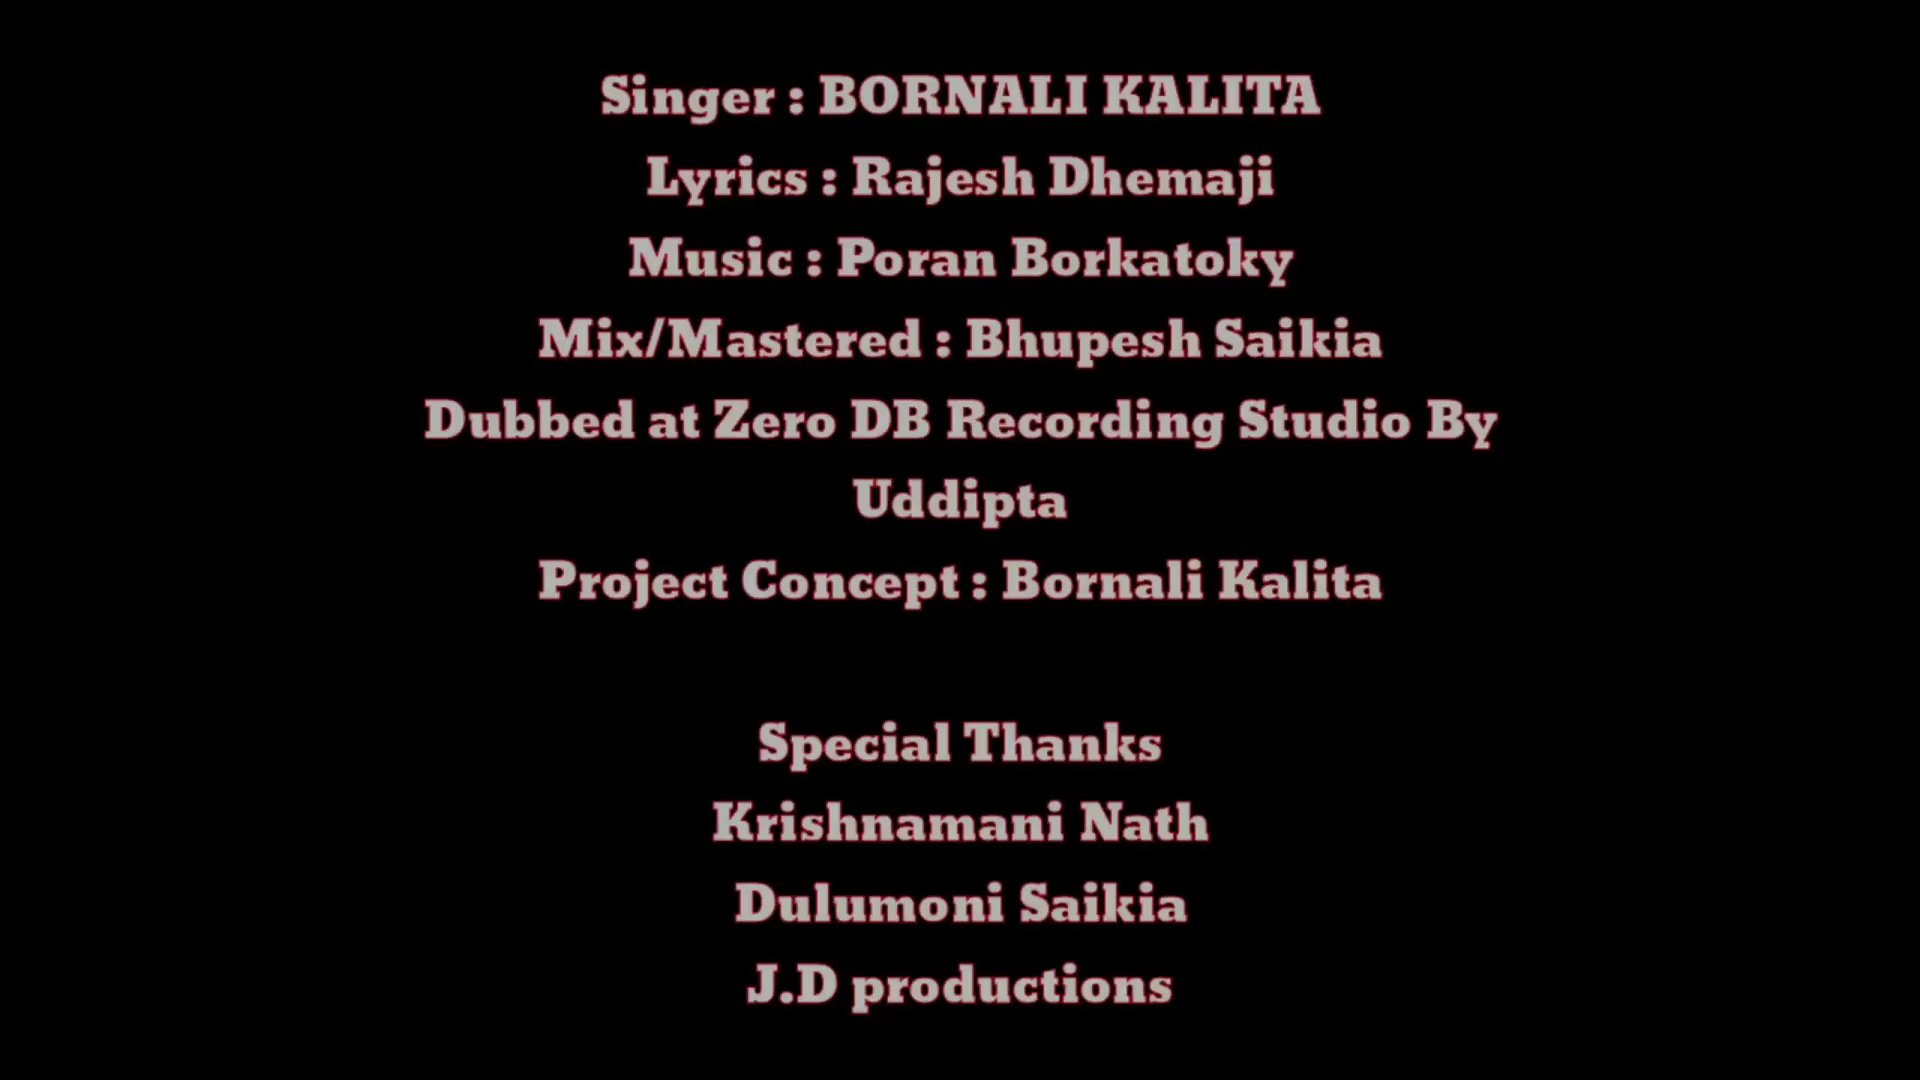 Singer : BORNALI KALITA
Lyrics : Rajesh Dhemaji
Music : Poran Borkatoky
Mix/Mastered : Bhupesh Saikia
Dubbed at Zero DB Recording Studio By
Uddipta
Project Concept : Bornali Kalita
Special Thanks
Krishnamani Nath
Dulumoni Saikia
J.D productions